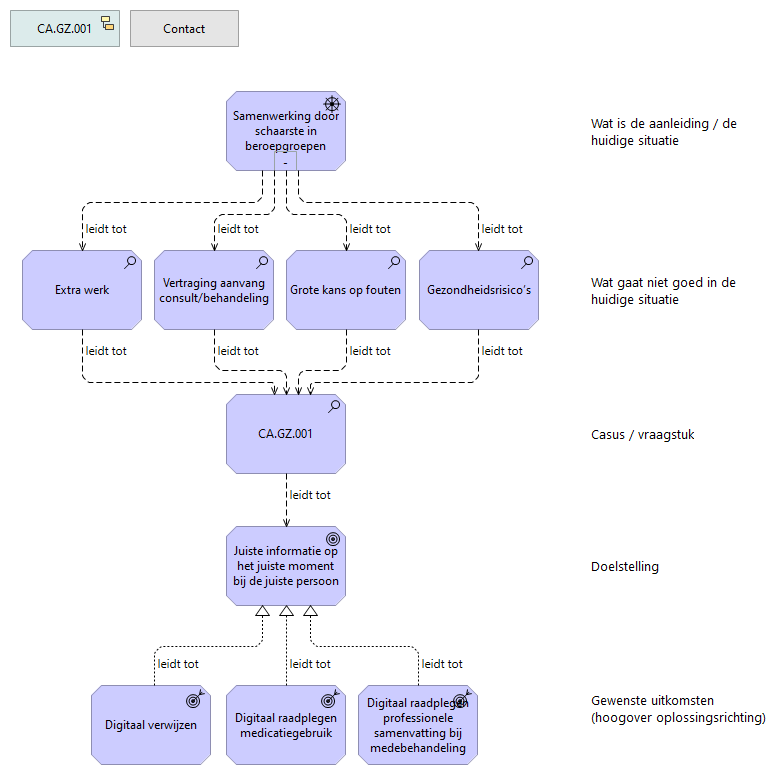 CA.GZ.001
Contact
Samenwerking door
schaarste in
beroepgroepen
-
Wat is de aanleiding / de
huidige situatie
leidt tot
leidt tot
leidt tot
leidt tot
Extra werk
Vertraging aanvang
consult/behandeling
Grote kans op fouten
Gezondheidsrisico's
Wat gaat niet goed in de
huidige situatie
leidt tot
leidt tot
leidt tot
leidt tot
CA.GZ.001
Casus / vraagstuk
leidt tot
Juiste informatie op
het juiste moment
bij de juiste persoon
Doelstelling
leidt tot
leidt tot
leidt tot
Digitaal verwijzen
Digitaal raadplegen
medicatiegebruik
Digitaal raadplegen
professionele
samenvatting bij
medebehandeling
Gewenste uitkomsten
(hoogover oplossingsrichting)